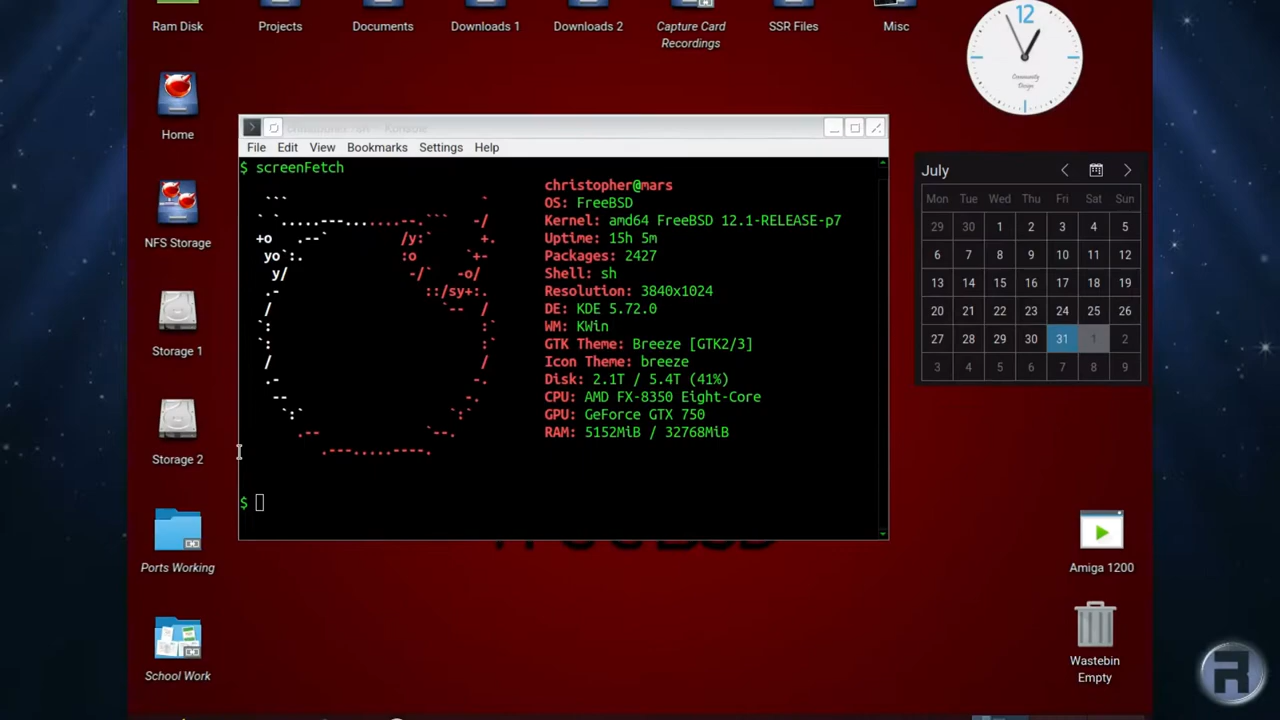 Ram Disk
Projects
Documents
Downloads 1
Downloads 2
Capture Card
Recordings
SSR Files
Misc
12
Community
Design
Home
NFS Storage
Storage 1
Storage 2
Ports Working
School Work
File Edit View Bookmarks Settings Help
$ screenFetch
christopher@mars
OS: FreeBSD
Kernel: amd64 FreeBSD 12.1-RELEASE-p7
Uptime: 15h 5m
Packages: 2427
Shell: sh
Resolution: 3840x1024
DE: KDE 5.72.0
WM: KWin
GTK Theme: Breeze [GTK2/3]
Icon Theme: breeze
Disk: 2.1T / 5.4T (41%)
CPU: AMD FX-8350 Eight-Core
GPU: GeForce GTX 750
RAM: 5152MiB / 32768MiB
$
July
Mon Tue Wed Thu Fri Sat Sun
29 30 1 2 3 4 5
6 7 8 9 10 11 12
13 14 15 16 17 18 19
20 21 22 23 24 25 26
27 28 29 30 31 1 2
3 4 5 6 7 8 9
Amiga 1200
Wastebin
Empty
R